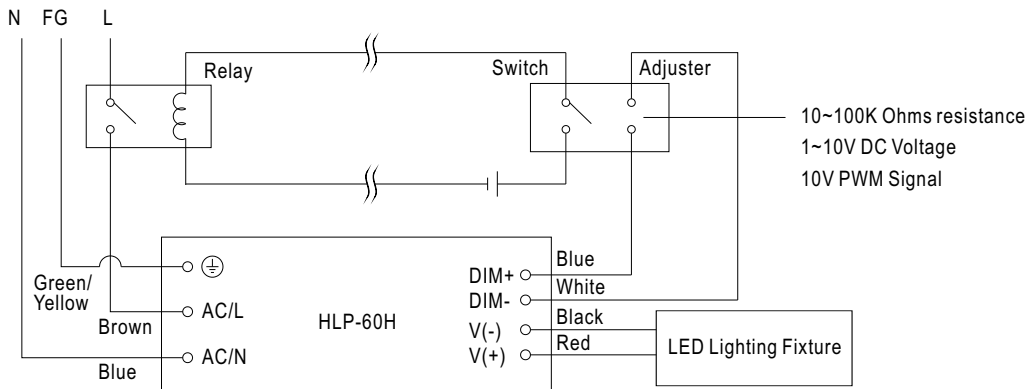 N FG L
Relay
Switch
Adjuster
10~100K Ohms resistance
1~10V DC Voltage
10V PWM Signal
Green/
Yellow
Brown
Blue
AC/L
AC/N
HLP-60H
DIM+
DIM-
V(-)
V(+)
Blue
White
Black
Red
LED Lighting Fixture